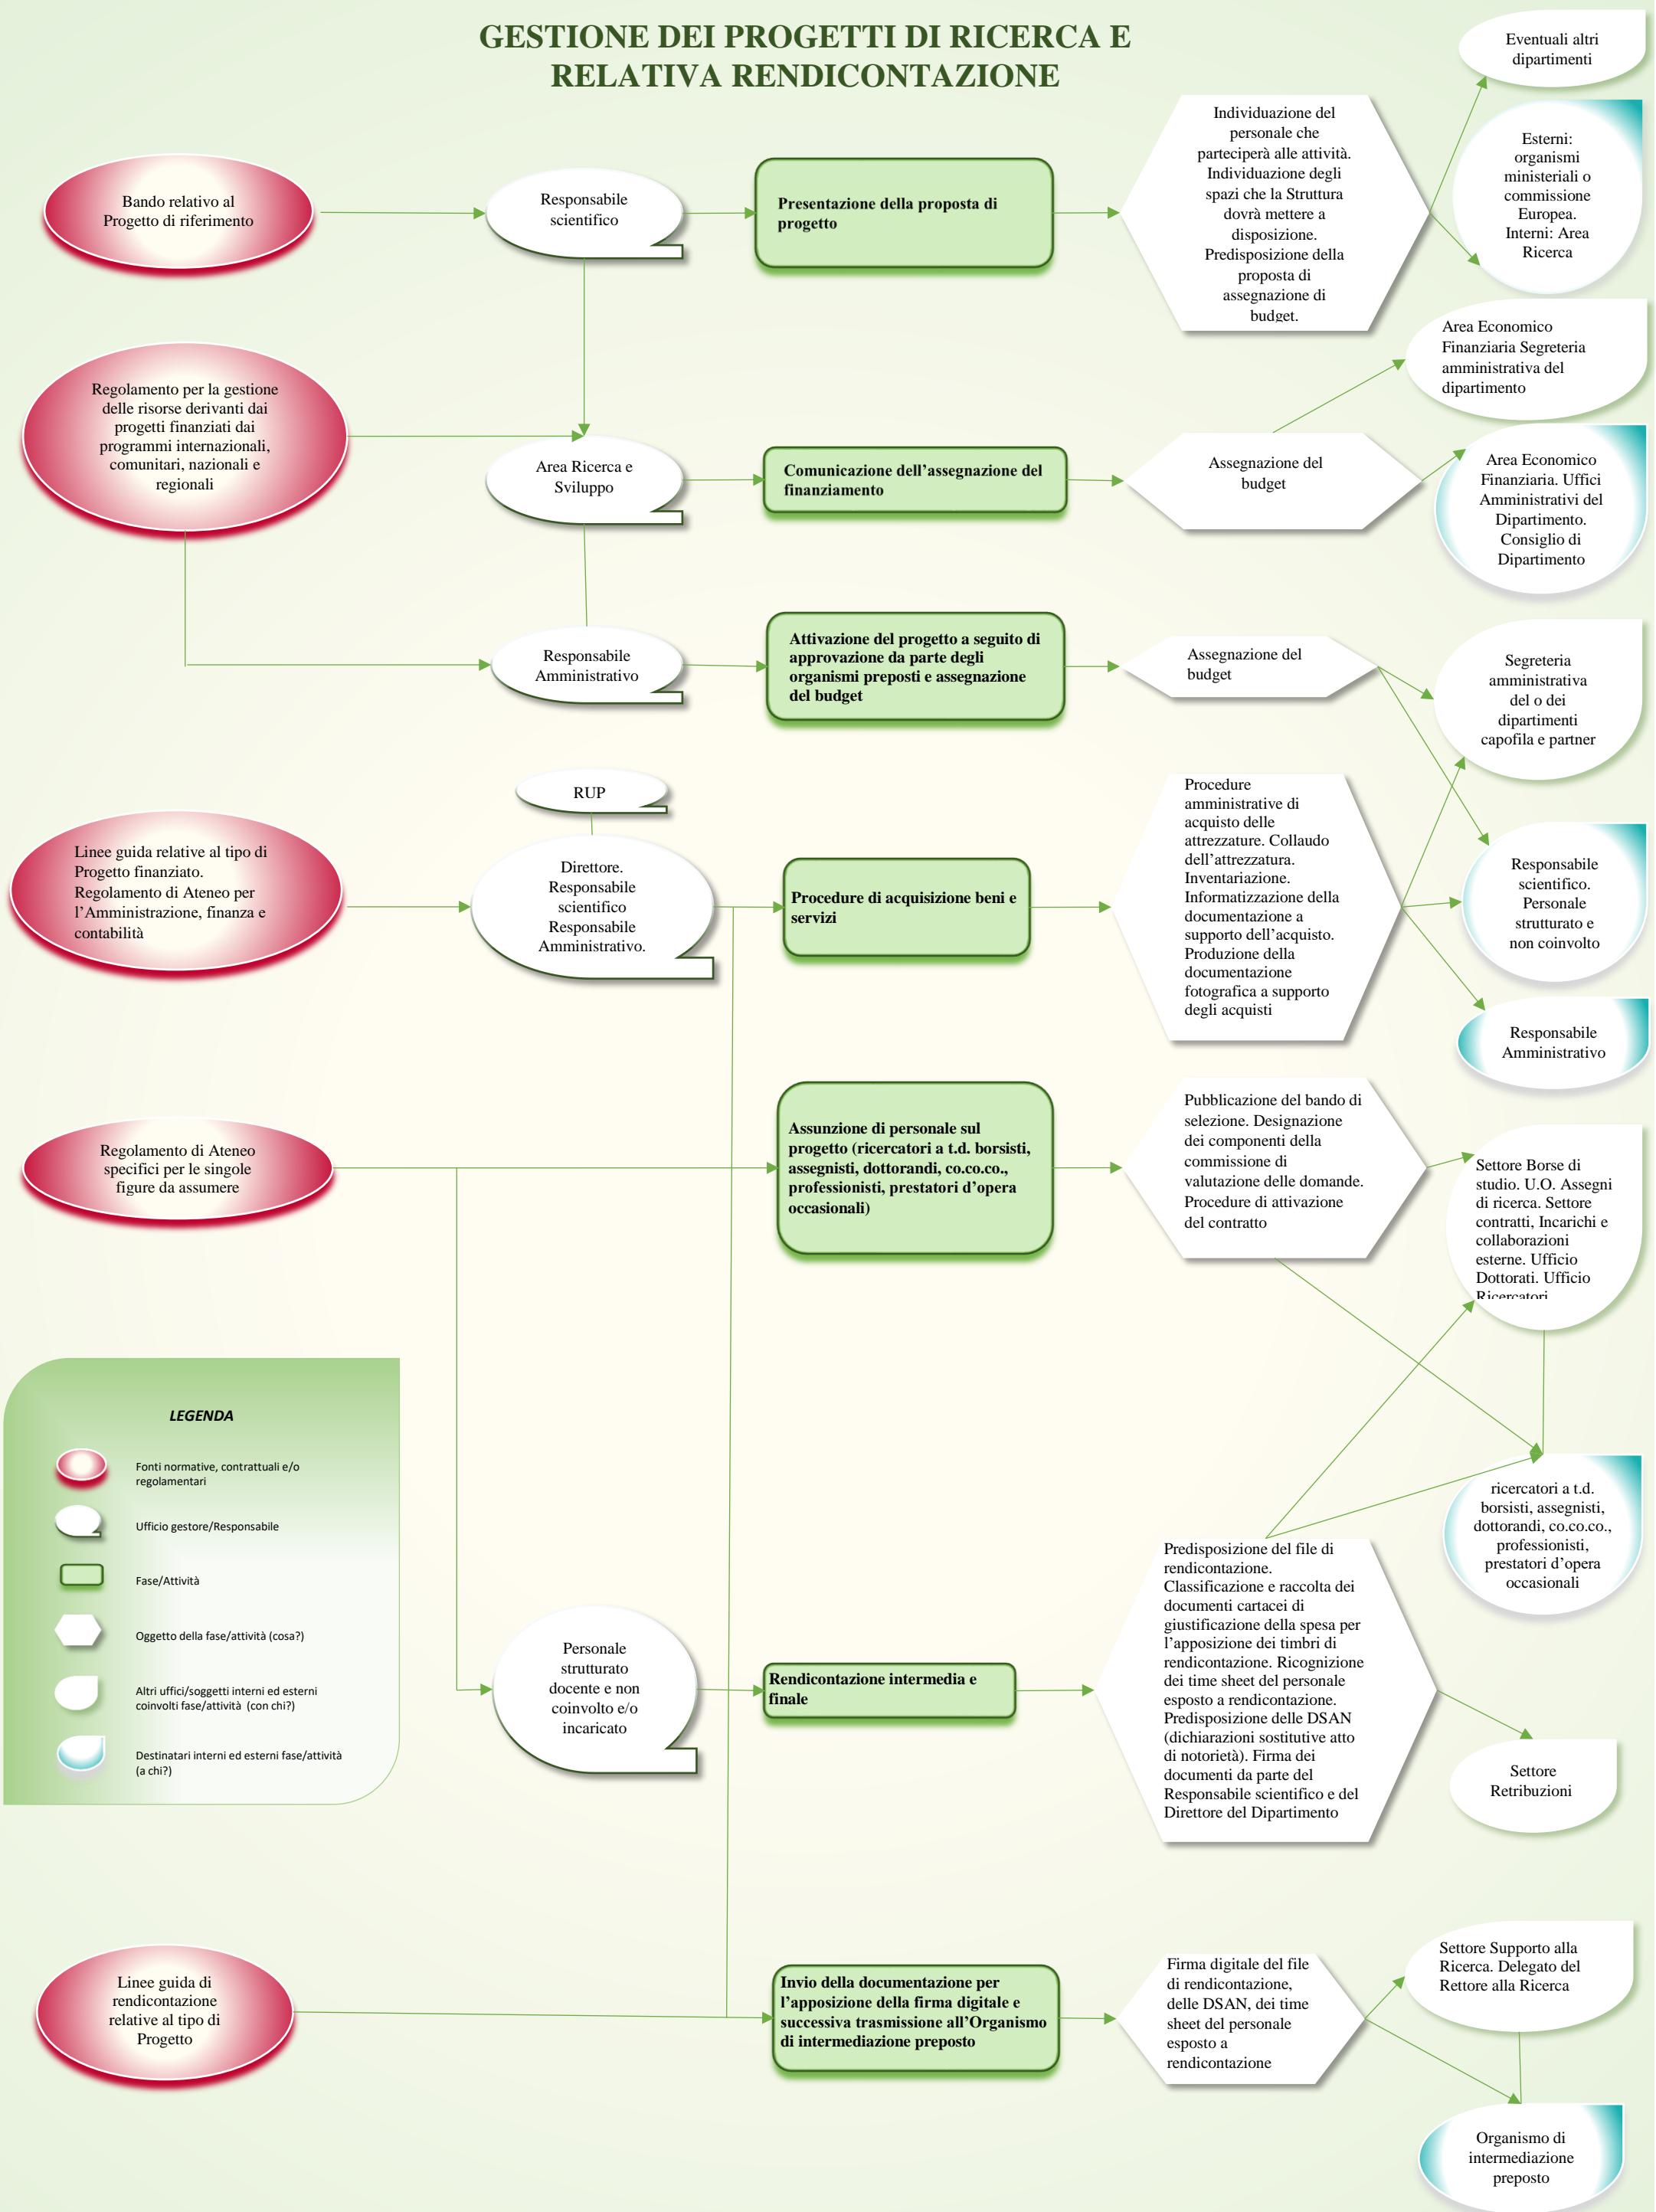 GESTIONE DEI PROGETTI DI RICERCA E
RELATIVA RENDICONTAZIONE
Bando relativo al
Progetto di riferimento
Responsabile
scientifico
Presentazione della proposta di
progetto
Individuazione del
personale che
parteciperà alle attività.
Individuazione degli
spazi che la Struttura
dovrà mettere a
disposizione.
Predisposizione della
proposta di
assegnazione di
budget.
Eventuali altri
dipartimenti
Esterni:
organismi
ministeriali o
commissione
Europea.
Interni: Area
Ricerca
Regolamento per la gestione
delle risorse derivanti dai
progetti finanziati dai
programmi internazionali,
comunitari, nazionali e
regionali
Area Ricerca e
Sviluppo
Comunicazione dell'assegnazione del
finanziamento
Assegnazione del
budget
Area Economico
Finanziaria Segreteria
amministrativa del
dipartimento
Area Economico
Finanziaria. Uffici
Amministrativi del
Dipartimento.
Consiglio di
Dipartimento
Responsabile
Amministrativo
Attivazione del progetto a seguito di
approvazione da parte degli
organismi preposti e assegnazione
del budget
Assegnazione del
budget
Segreteria
amministrativa
del o dei
dipartimenti
capofila e partner
Linee guida relative al tipo di
Progetto finanziato.
Regolamento di Ateneo per
l'Amministrazione, finanza e
contabilità
RUP
Direttore.
Responsabile
scientifico
Responsabile
Amministrativo.
Procedure di acquisizione beni e
servizi
Procedure
amministrative di
acquisto delle
attrezzature. Collaudo
dell'attrezzatura.
Inventariazione.
Informatizzazione della
documentazione a
supporto dell'acquisto.
Produzione della
documentazione
fotografica a supporto
degli acquisti
Responsabile
scientifico.
Personale
strutturato e
non coinvolto
Responsabile
Amministrativo
Regolamento di Ateneo
specifici per le singole
figure da assumere
Assunzione di personale sul
progetto (ricercatori a t.d. borsisti,
assegnisti, dottorandi, co.co.co.,
professionisti, prestatori d'opera
occasionali)
Pubblicazione del bando di
selezione. Designazione
dei componenti della
commissione di
valutazione delle domande.
Procedure di attivazione
del contratto
Settore Borse di
studio. U.O. Assegni
di ricerca. Settore
contratti, Incarichi e
collaborazioni
esterne. Ufficio
Dottorati. Ufficio
Ricercatori
ricercatori a t.d.
borsisti, assegnisti,
dottorandi, co.co.co.,
professionisti,
prestatori d'opera
occasionali
LEGENDA
Fonti normative, contrattuali e/o
regolamentari
Ufficio gestore/Responsabile
Fase/Attività
Oggetto della fase/attività (cosa?)
Altri uffici/soggetti interni ed esterni
coinvolti fase/attività (con chi?)
Destinatari interni ed esterni fase/attività
(a chi?)
Personale
strutturato
docente e non
coinvolto e/o
incaricato
Rendicontazione intermedia e
finale
Predisposizione del file di
rendicontazione.
Classificazione e raccolta dei
documenti cartacei di
giustificazione della spesa per
l'apposizione dei timbri di
rendicontazione. Ricognizione
dei time sheet del personale
esposto a rendicontazione.
Predisposizione delle DSAN
(dichiarazioni sostitutive atto
di notorietà). Firma dei
documenti da parte del
Responsabile scientifico e del
Direttore del Dipartimento
Settore
Retribuzioni
Linee guida di
rendicontazione
relative al tipo di
Progetto
Invio della documentazione per
l'apposizione della firma digitale e
successiva trasmissione all'Organismo
di intermediazione preposto
Firma digitale del file
di rendicontazione,
delle DSAN, dei time
sheet del personale
esposto a
rendicontazione
Settore Supporto alla
Ricerca. Delegato del
Rettore alla Ricerca
Organismo di
intermediazione
preposto